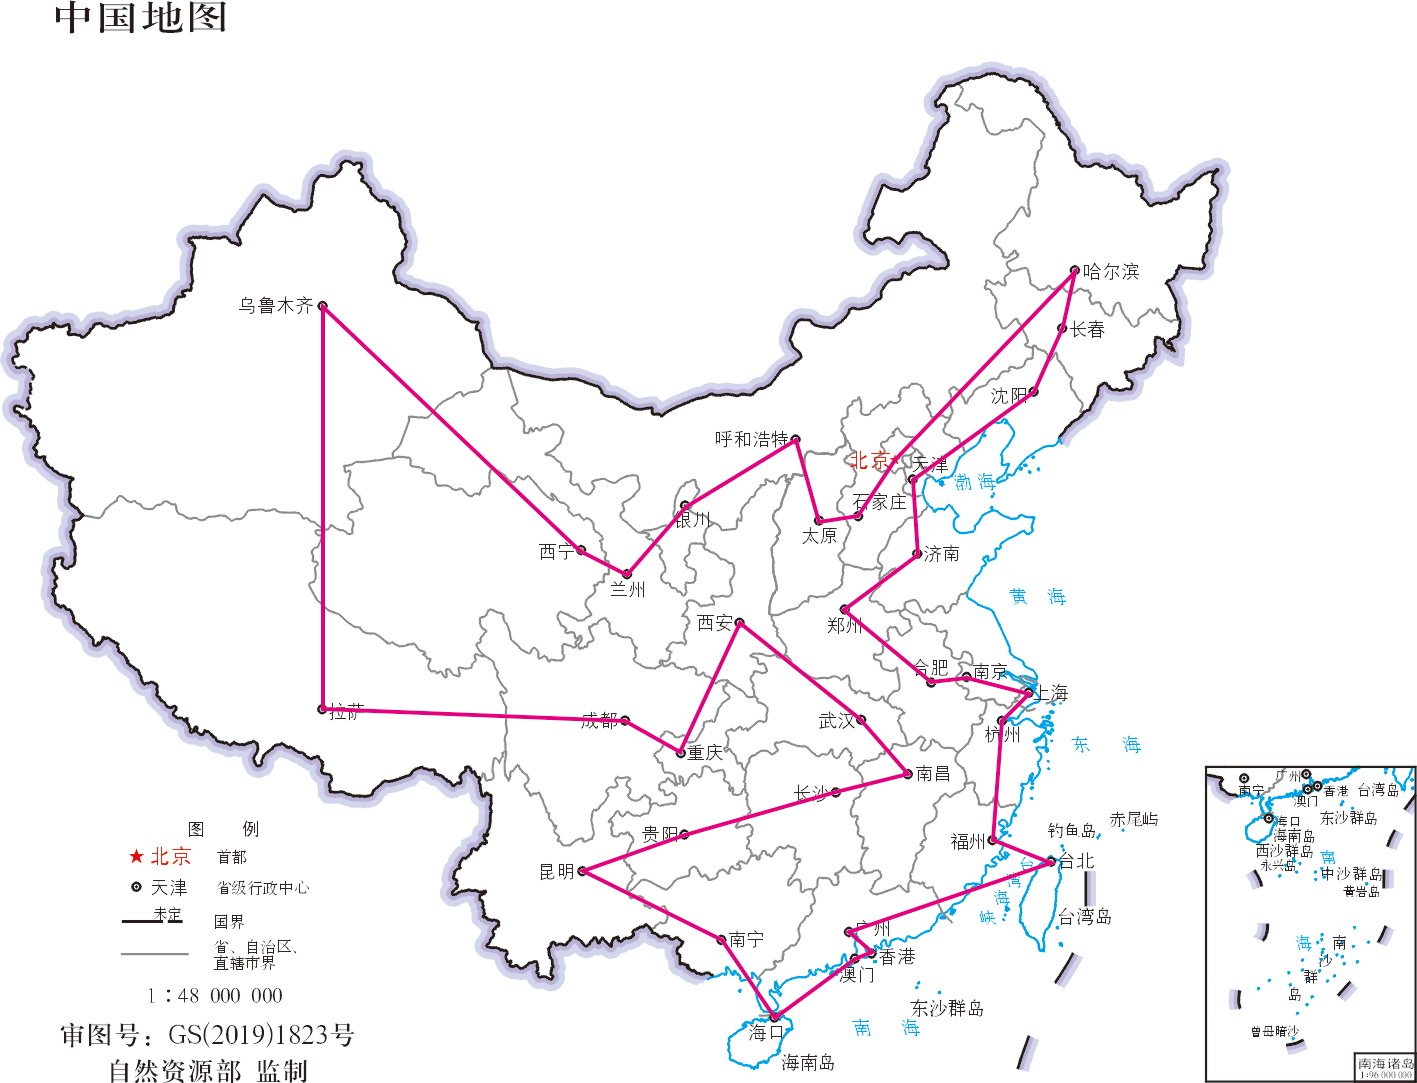 中国地图
哈尔滨
乌鲁木齐
长春
沈阳
呼和浩特
北京
天津
渤海
石家庄
银川
太原
西宁
济南
兰州
黄海
西安
郑州
合肥
南京
上海
拉萨
成都
武汉
杭州
东海
重庆
南昌
长沙
贵阳
福州
钓鱼岛
赤尾屿
台北
昆明
台湾海峡
台湾岛
广州
南宁
香港
澳门
东沙群岛
海口
南海
海南岛
图例
北京 首都
天津 省级行政中心
未定 国界
省、自治区、
直辖市界
1:48 000 000
审图号:GS(2019)1823号
自然资源部 监制
广州
南宁
香港
澳门
台湾岛
东沙群岛
海口
海南岛
西沙群岛
永兴岛
中沙群岛
黄岩岛
南海
南沙群岛
曾母暗沙
南海诸岛
1:96 000 000